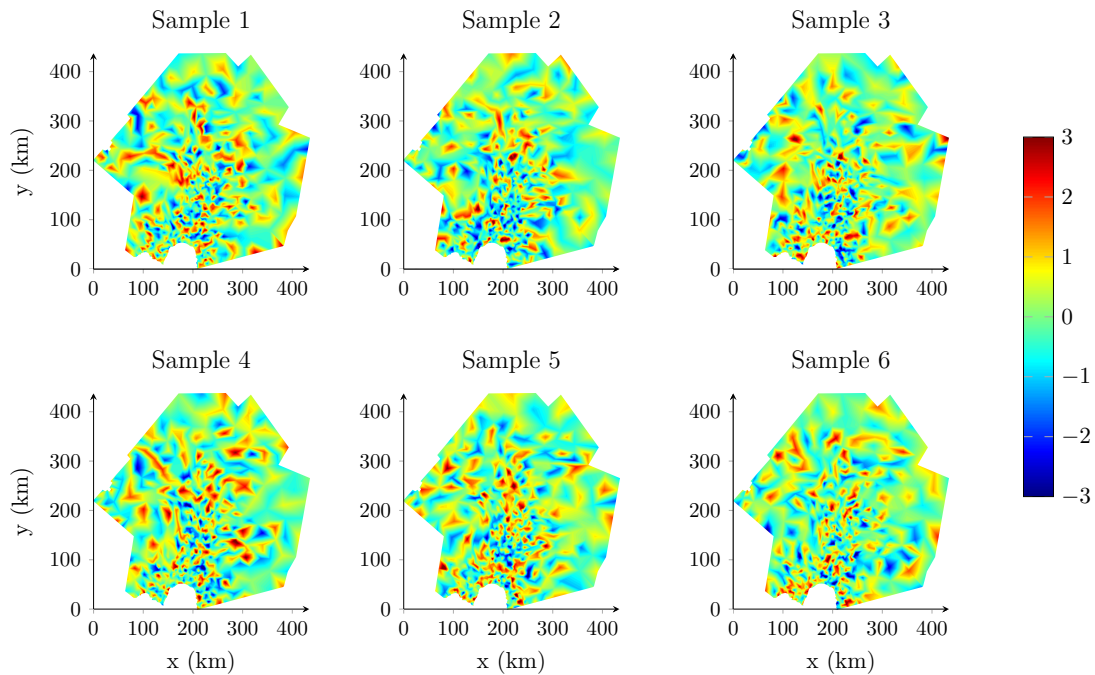 Sample 1 Sample 2 Sample 3
400 400 400 3
300 300 300
y (km) 200 200 200 2
100 100 100 1
0 0 0
0 100 200 300 400 0 100 200 300 400 0 100 200 300 400 0
Sample 4 Sample 5 Sample 6 −1
400 400 400 −2
300 300 300 −3
y (km) 200 200 200
100 100 100
0 0 0
0 100 200 300 400 0 100 200 300 400 0 100 200 300 400
x (km) x (km) x (km)